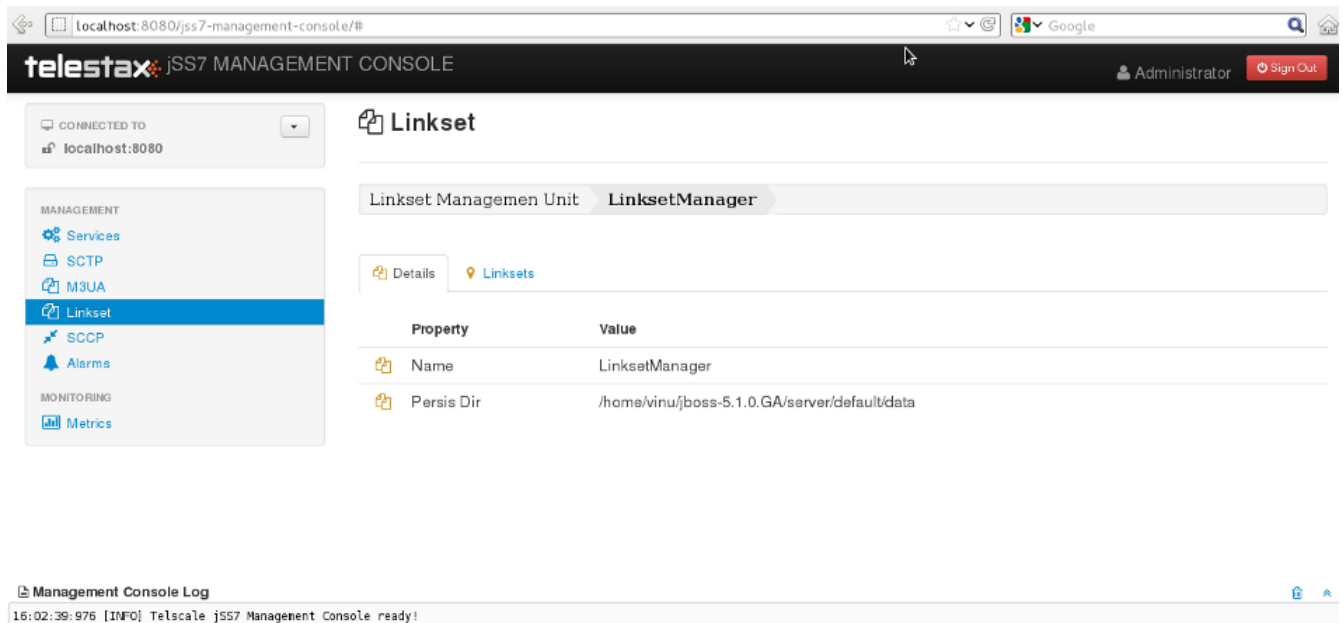 localhost:8080/jss7-management-console/#
Google
telestax jSS7 MANAGEMENT CONSOLE
Administrator
Sign Out
CONNECTED TO
localhost:8080
Linkset
Linkset Managemen Unit LinksetManager
MANAGEMENT
Services
SCTP
M3UA
Linkset
SCCP
Alarms
MONITORING
Metrics
Details Linksets
Property Value
Name LinksetManager
Persis Dir /home/vinu/jboss-5.1.0.GA/server/default/data
Management Console Log
16:02:39:976 [INFO] Telscale jSS7 Management Console ready!